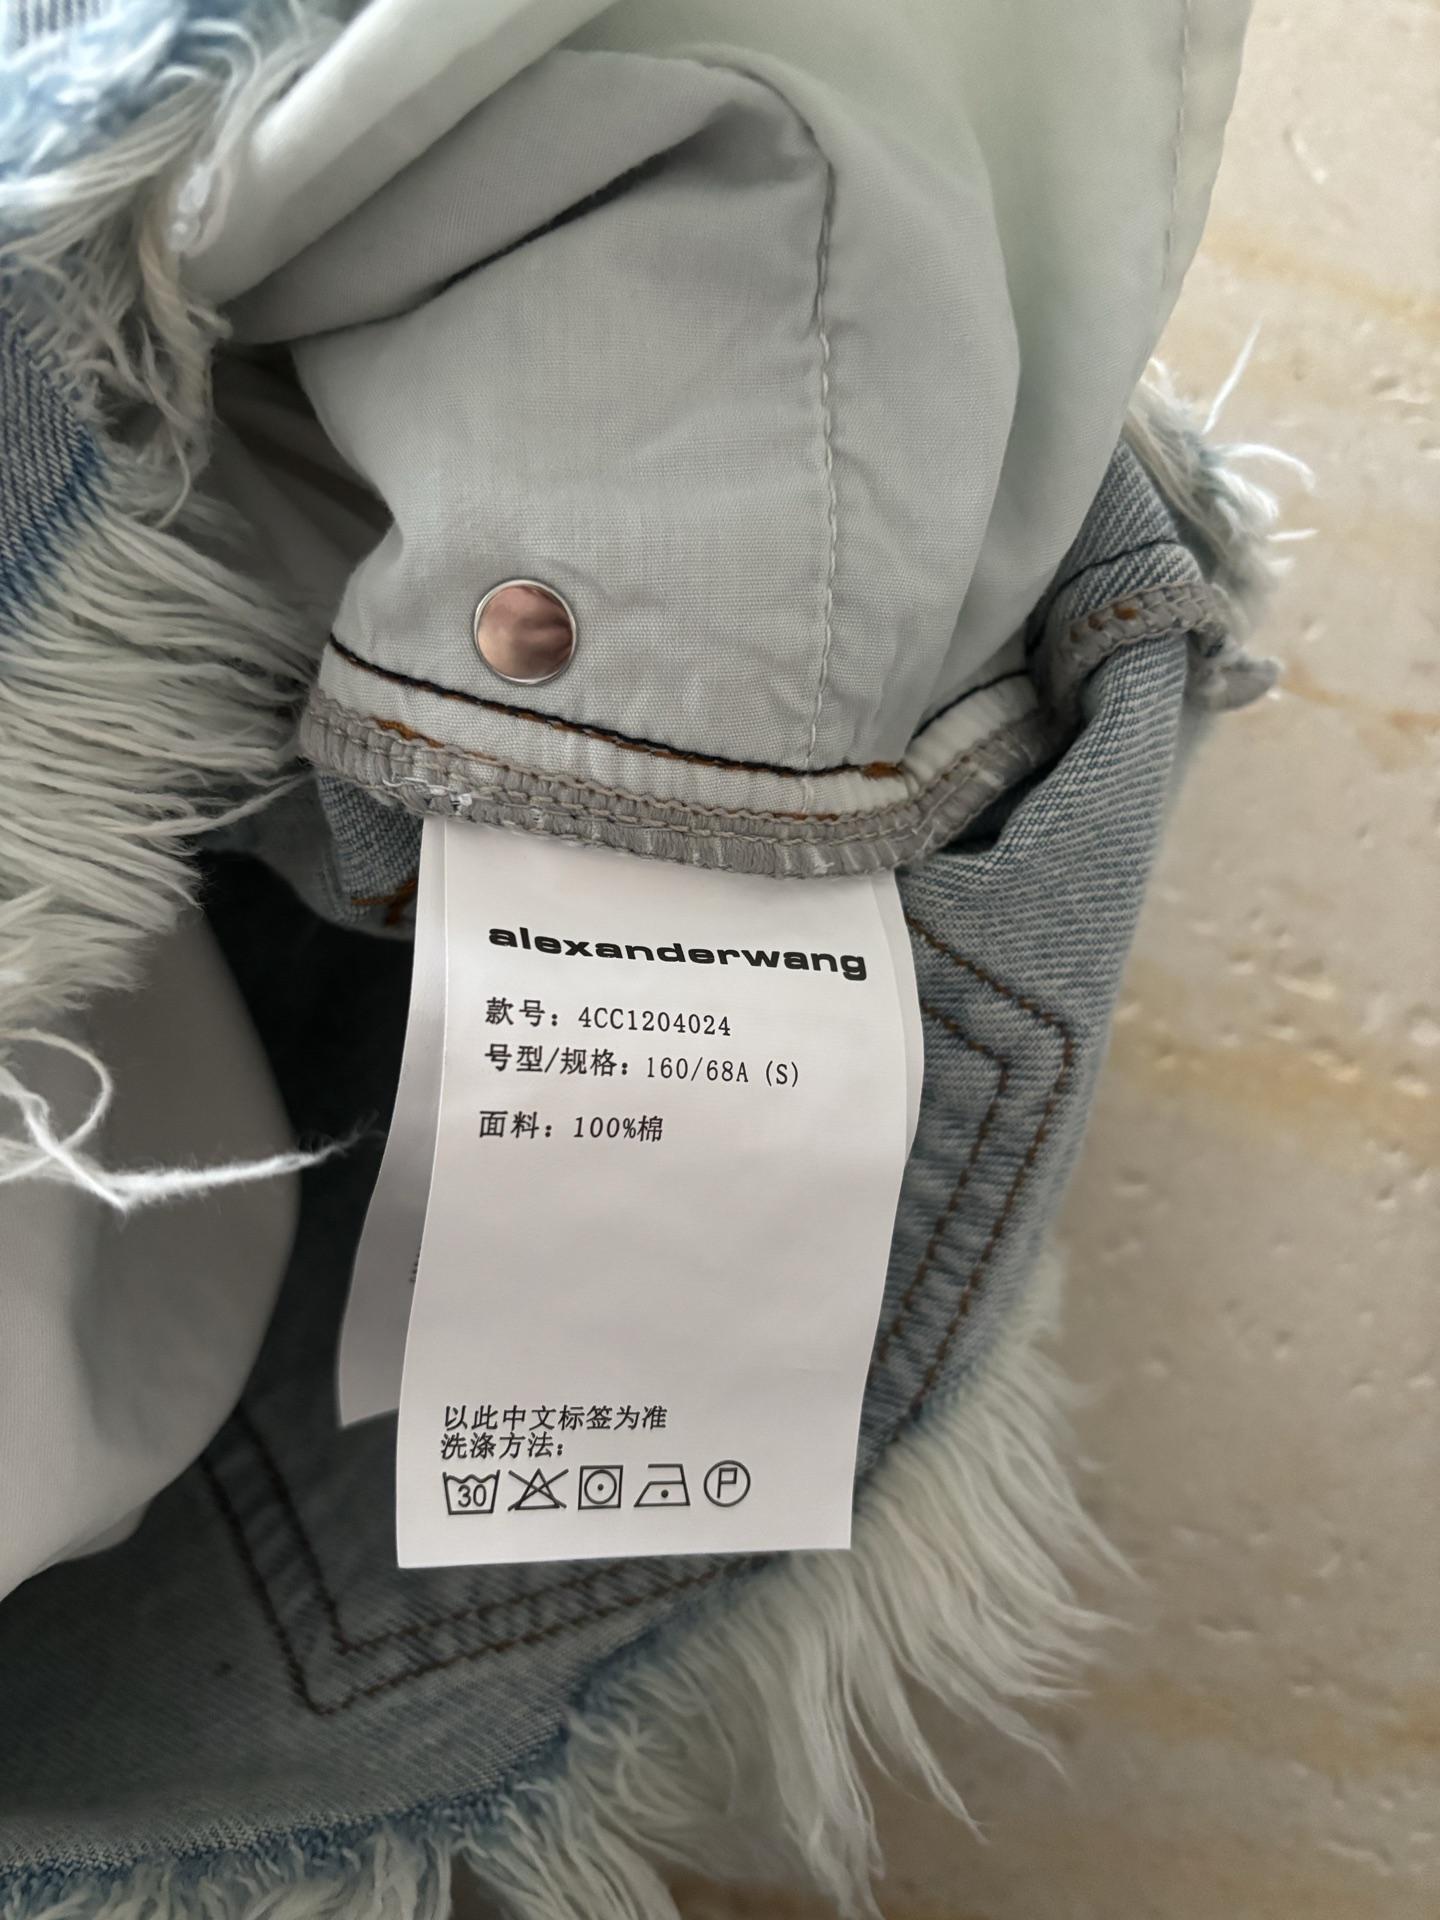 alexanderwang
款号: 4CC1204024
号型/规格: 160/68A (S)
面料: 100%棉
以此中文标签为准
洗涤方法:
30 P